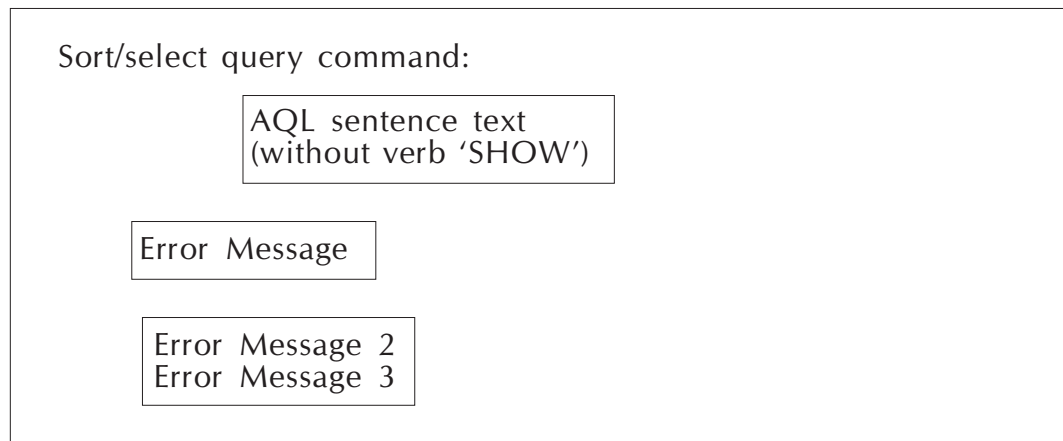 Sort/select query command:
AQL sentence text
(without verb ‘SHOW’)
Error Message
Error Message 2
Error Message 3